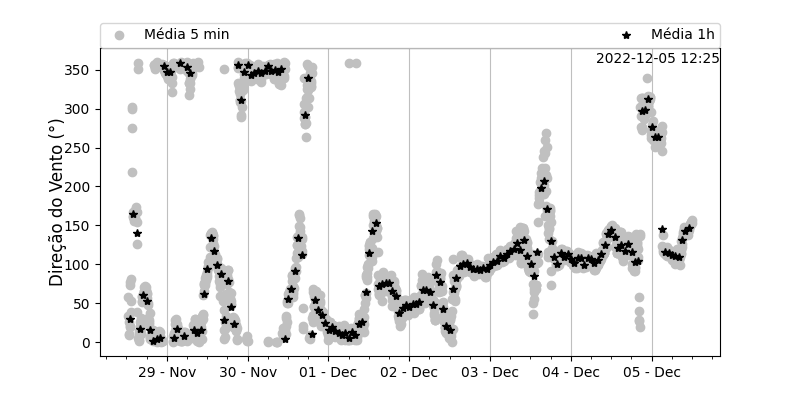 Média 5 min
Média 1h
2022-12-05 12:25
Direção do Vento (°)
350
300
250
200
150
100
50
0
29 - Nov
30 - Nov
01 - Dec
02 - Dec
03 - Dec
04 - Dec
05 - Dec